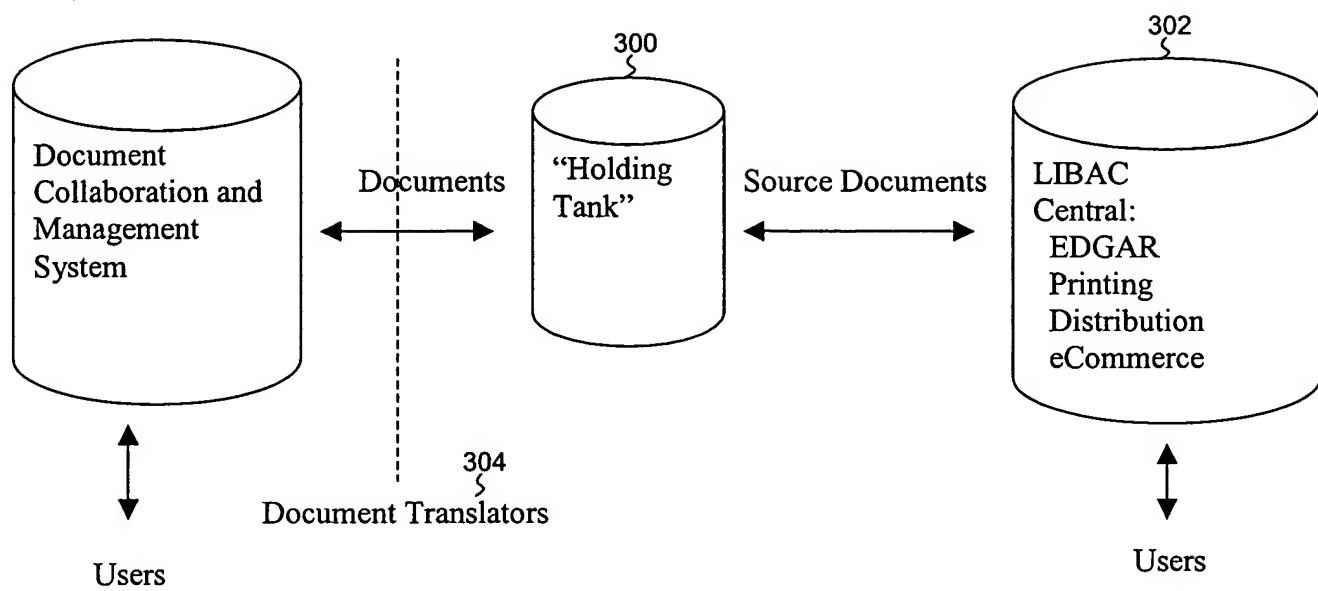 300
302
Document
Collaboration and
Management
System
Documents
“Holding
Tank”
Source Documents
LIBAC
Central:
EDGAR
Printing
Distribution
eCommerce
304
Document Translators
Users
Users